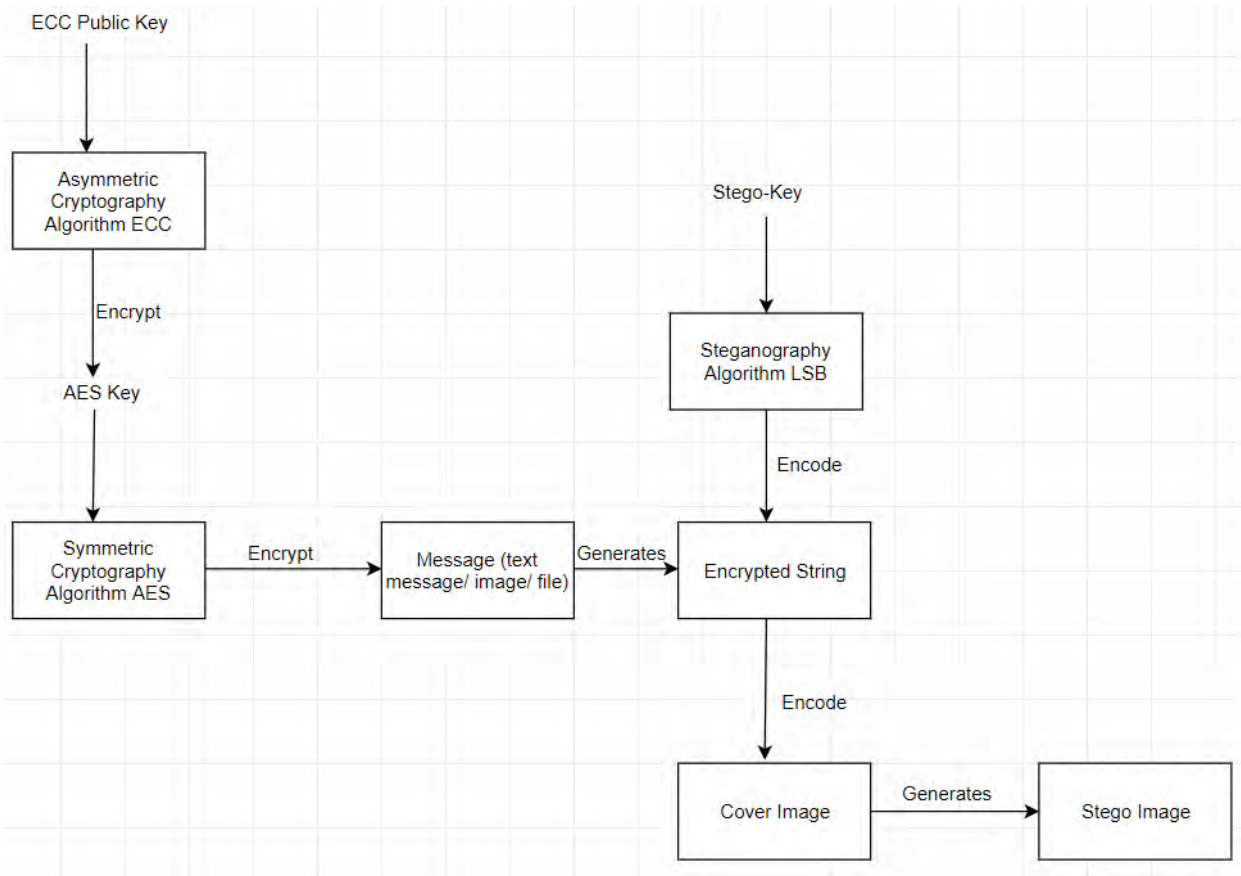 ECC Public Key
Asymmetric
Cryptography
Algorithm ECC
Stego-Key
Encrypt
Steganography
Algorithm LSB
AES Key
Encode
Symmetric
Cryptography
Algorithm AES
Encrypt
Message (text
message/ image/ file)
Generates
Encrypted String
Encode
Cover Image
Generates
Stego Image